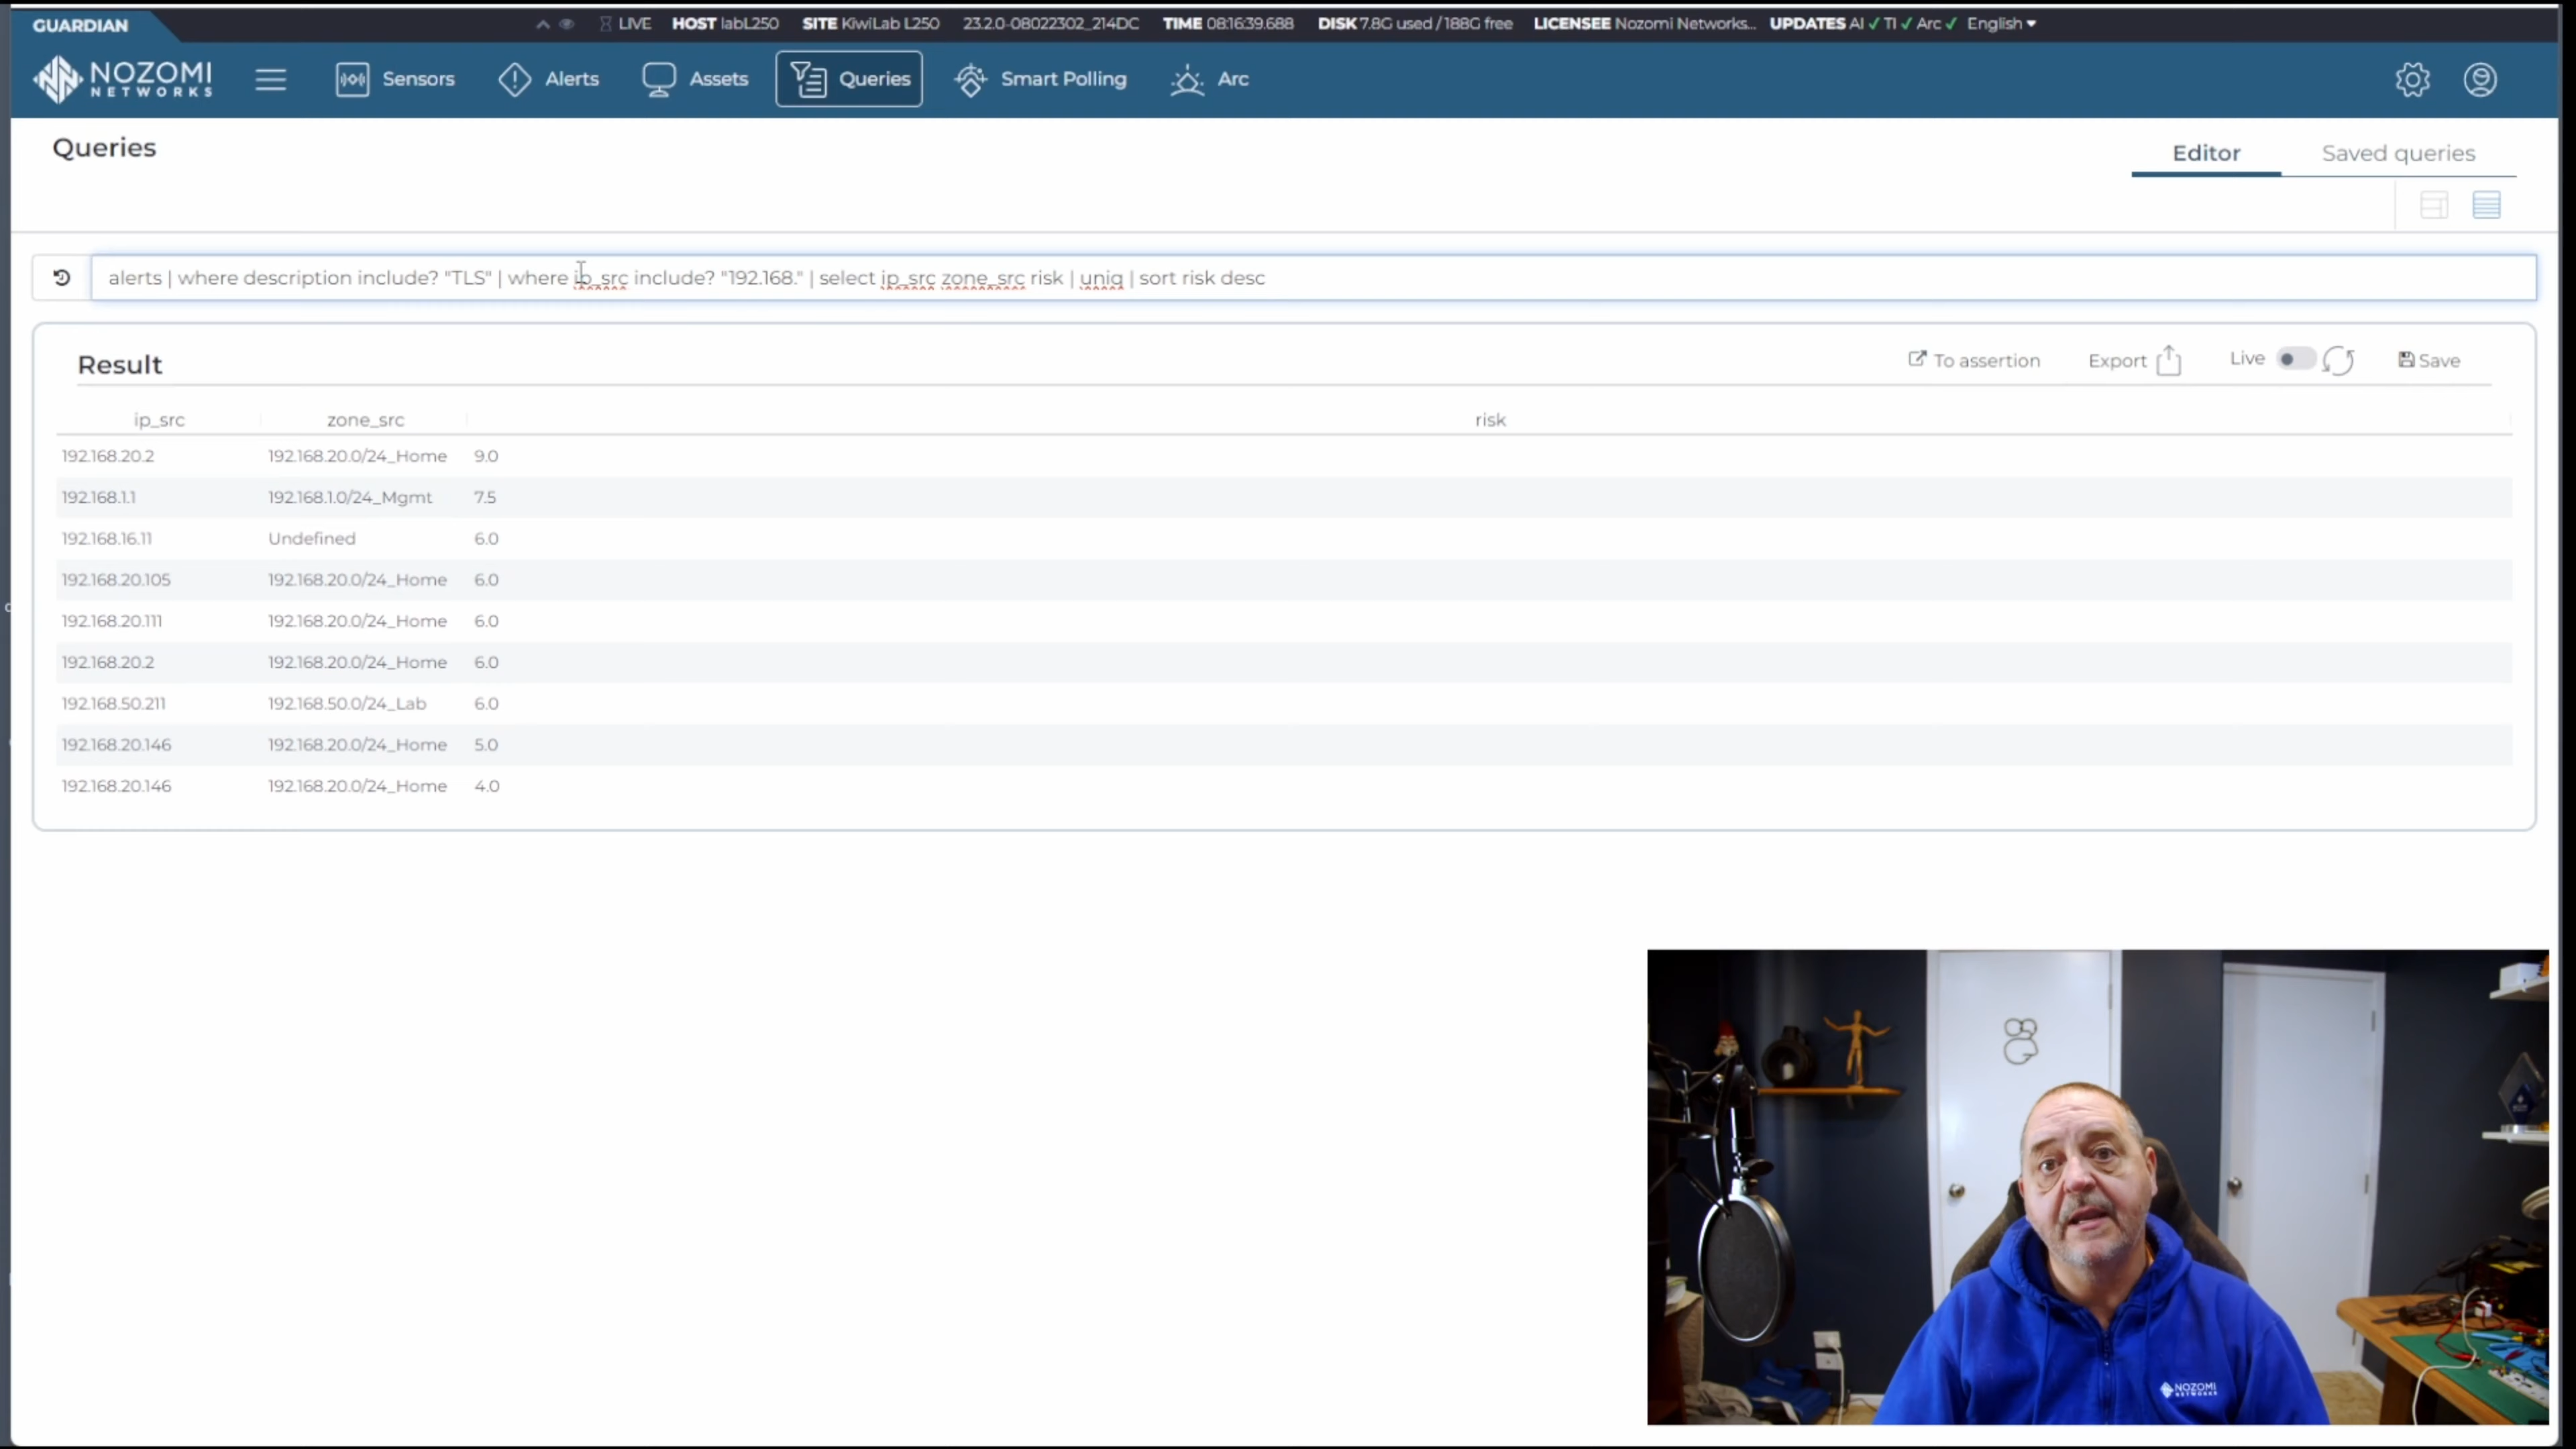 GUARDIAN
LIVE HOST labL250 SITE KiwiLab L250 23.2.0-08022302_214DC TIME 08:16:39.688 DISK 7.8G used / 188G free LICENSEE Nozomi Networks... UPDATES AI ✓ TI ✓ Arc ✓ English
NOZOMI NETWORKS Sensors Alerts Assets Queries Smart Polling Arc
Queries
Editor Saved queries
alerts | where description include? "TLS" | where ip_src include? "192.168." | select ip_src zone_src risk | uniq | sort risk desc
Result To assertion Export Live Save
ip_src zone_src risk
192.168.20.2 192.168.20.0/24_Home 9.0
192.168.1.1 192.168.1.0/24_Mgmt 7.5
192.168.16.11 Undefined 6.0
192.168.20.105 192.168.20.0/24_Home 6.0
192.168.20.111 192.168.20.0/24_Home 6.0
192.168.20.2 192.168.20.0/24_Home 6.0
192.168.50.211 192.168.50.0/24_Lab 6.0
192.168.20.146 192.168.20.0/24_Home 5.0
192.168.20.146 192.168.20.0/24_Home 4.0
NOZOMI
NETWORKS